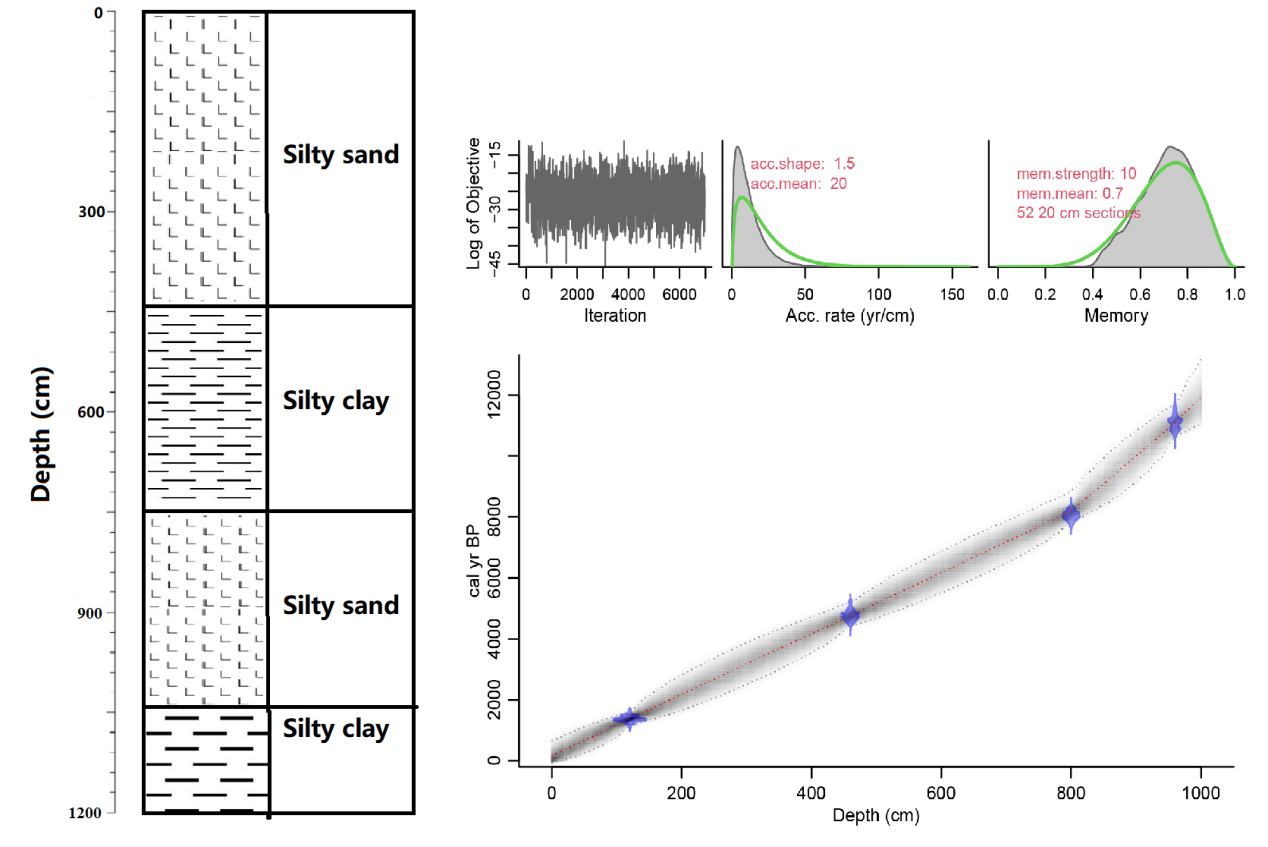 Depth (cm)
0
300
600
900
1200
Silty sand
Silty clay
Silty sand
Silty clay
Log of Objective
-15
-30
-45
0 2000 4000 6000
Iteration
acc.shape: 1.5
acc.mean: 20
0 50 100 150
Acc. rate (yr/cm)
mem.strength: 10
mem.mean: 0.7
52 20 cm sections
0.0 0.2 0.4 0.6 0.8 1.0
Memory
cal yr BP
12000
8000
6000
4000
2000
0
0 200 400 600 800 1000
Depth (cm)